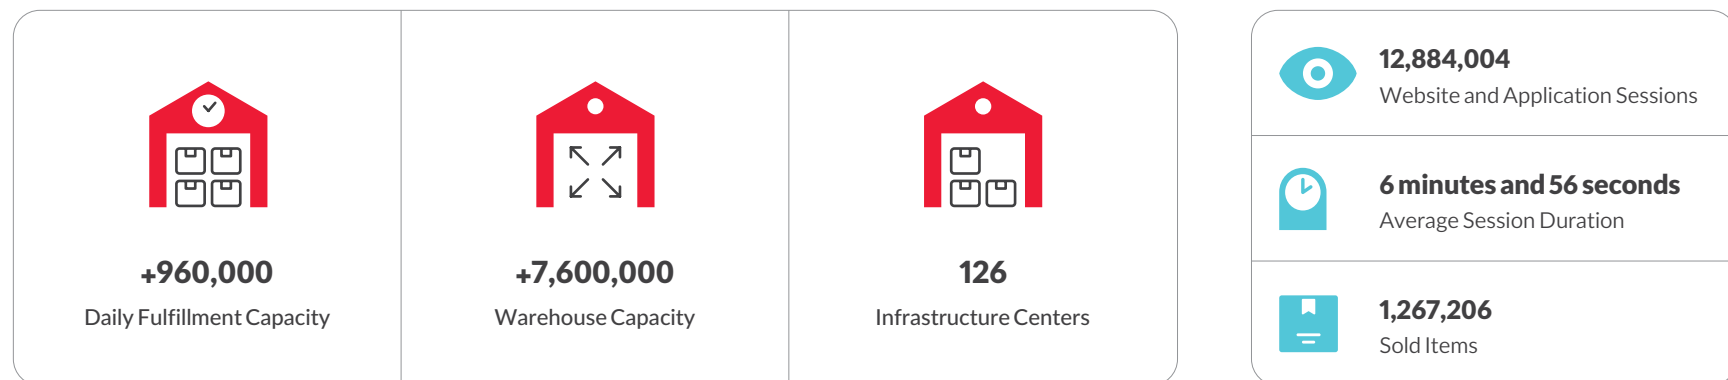 +960,000
Daily Fulfillment Capacity
+7,600,000
Warehouse Capacity
126
Infrastructure Centers
12,884,004
Website and Application Sessions
6 minutes and 56 seconds
Average Session Duration
1,267,206
Sold Items